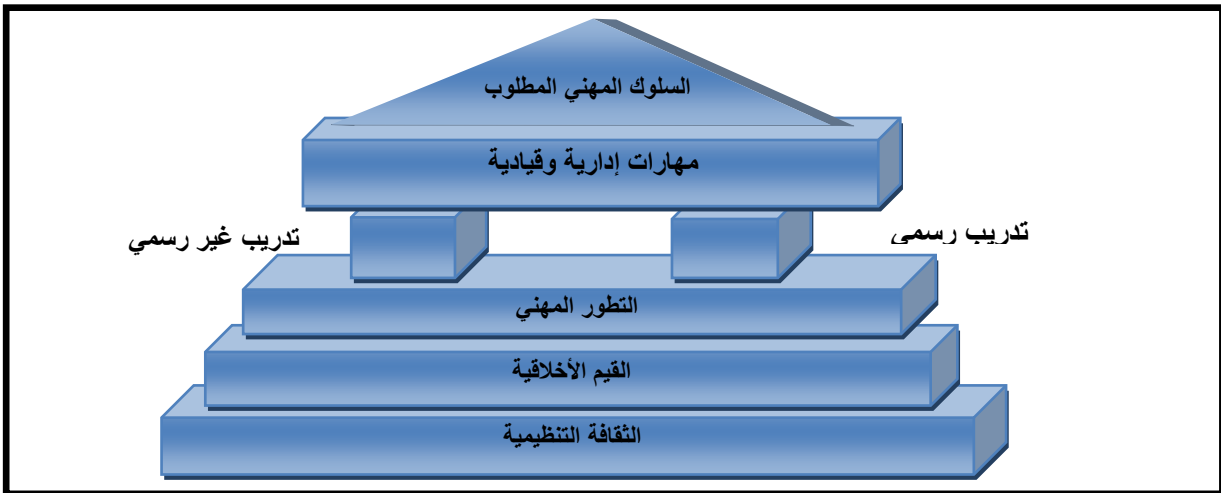 السلوك المهني المطلوب
مهارات إدارية وقيادية
تدريب رسمي
تدريب غير رسمي
التطور المهني
القيم الأخلاقية
الثقافة التنظيمية